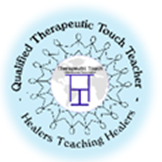 - Qualified Therapeutic Touch Teacher -
Therapeutic Touch
Healers Teaching Healers